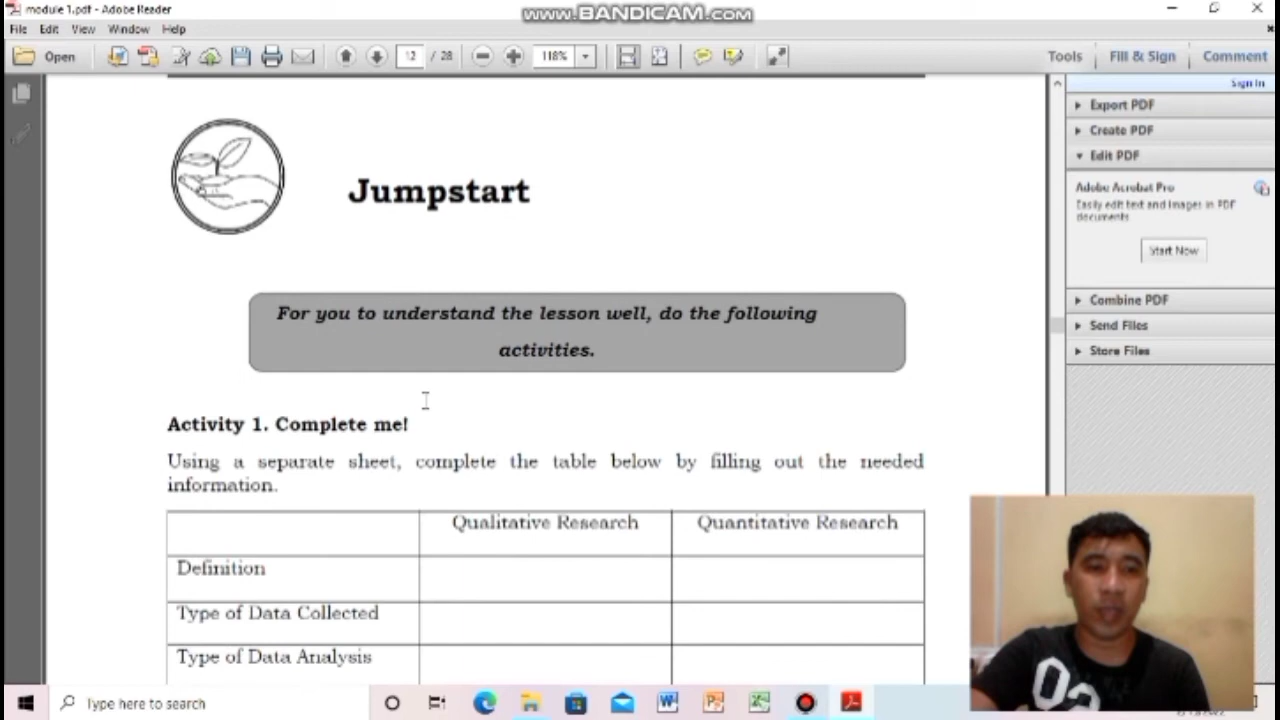 module 1.pdf - Adobe Reader
www.BANDICAM.com
File Edit View Window Help
Open 12 / 28 118% Tools Fill & Sign Comment
Sign In
Export PDF
Create PDF
Edit PDF
Adobe Acrobat Pro
Easily edit text and images in PDF
documents
Start Now
Combine PDF
Send Files
Store Files
Jumpstart
For you to understand the lesson well, do the following
activities.
Activity 1. Complete me!
Using a separate sheet, complete the table below by filling out the needed
information.
Qualitative Research Quantitative Research
Definition
Type of Data Collected
Type of Data Analysis
Type here to search